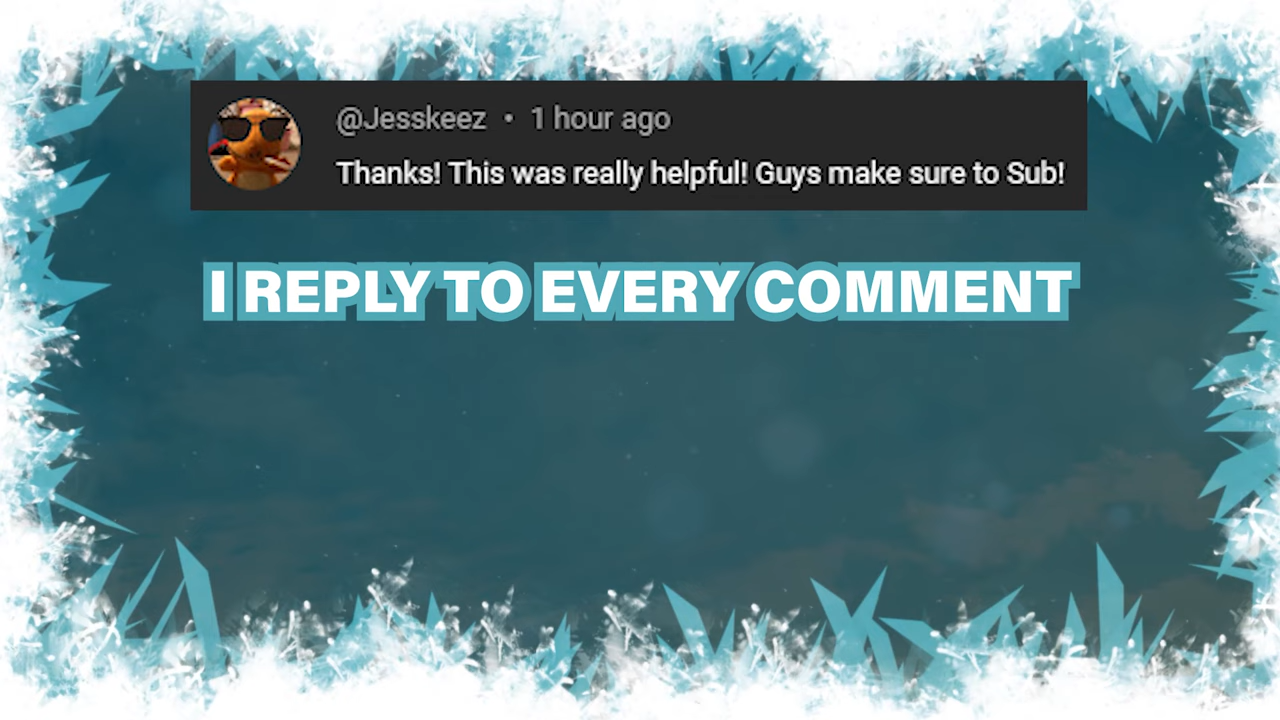 @Jesskeez • 1 hour ago
Thanks! This was really helpful! Guys make sure to Sub!
I REPLY TO EVERY COMMENT